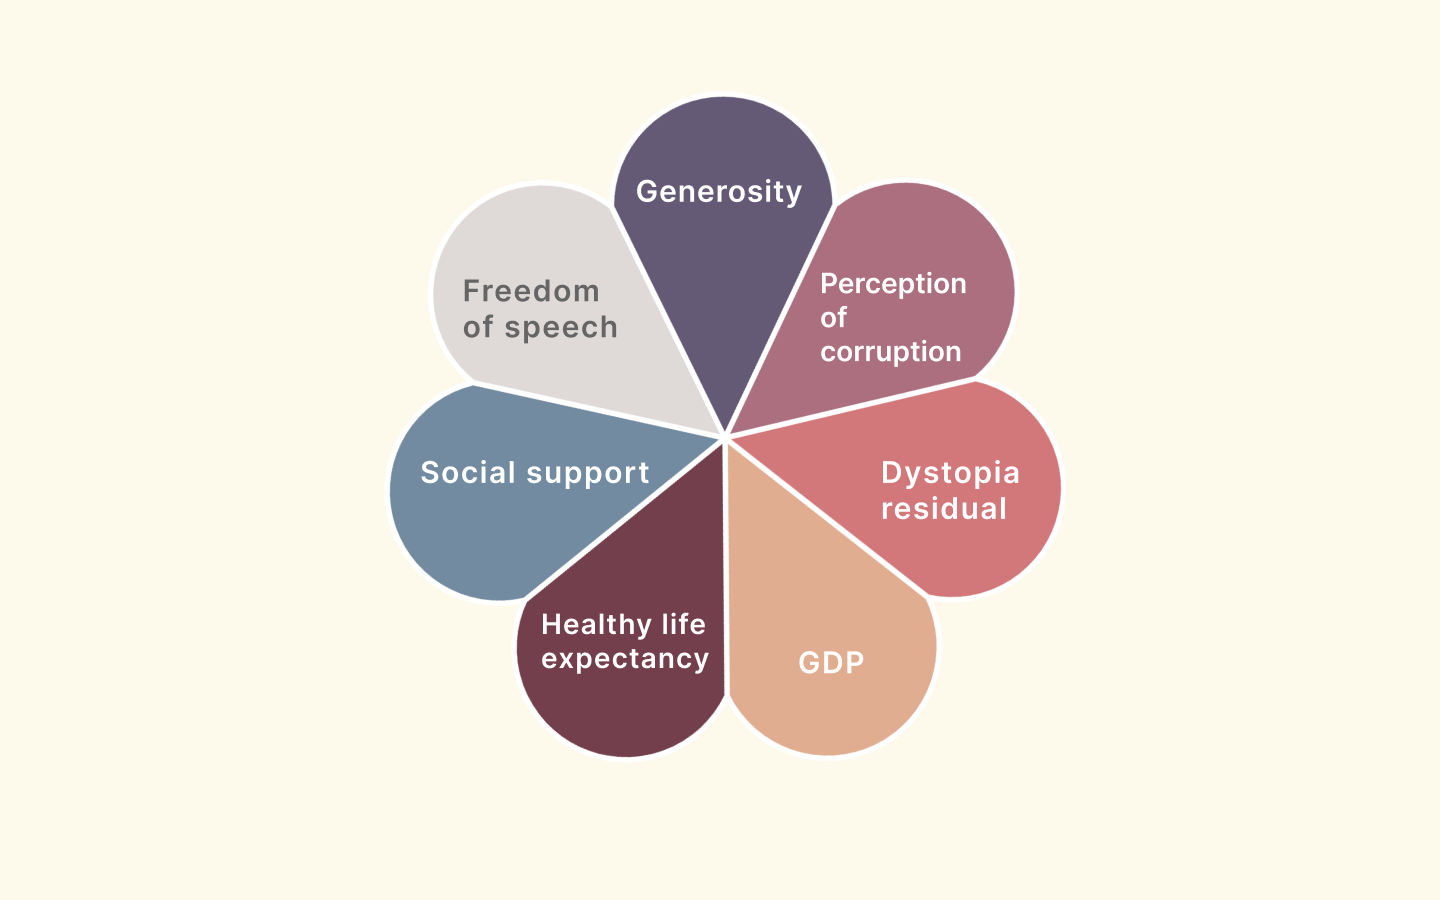 Generosity
Perception
of
corruption
Dystopia
residual
GDP
Healthy life
expectancy
Social support
Freedom
of speech